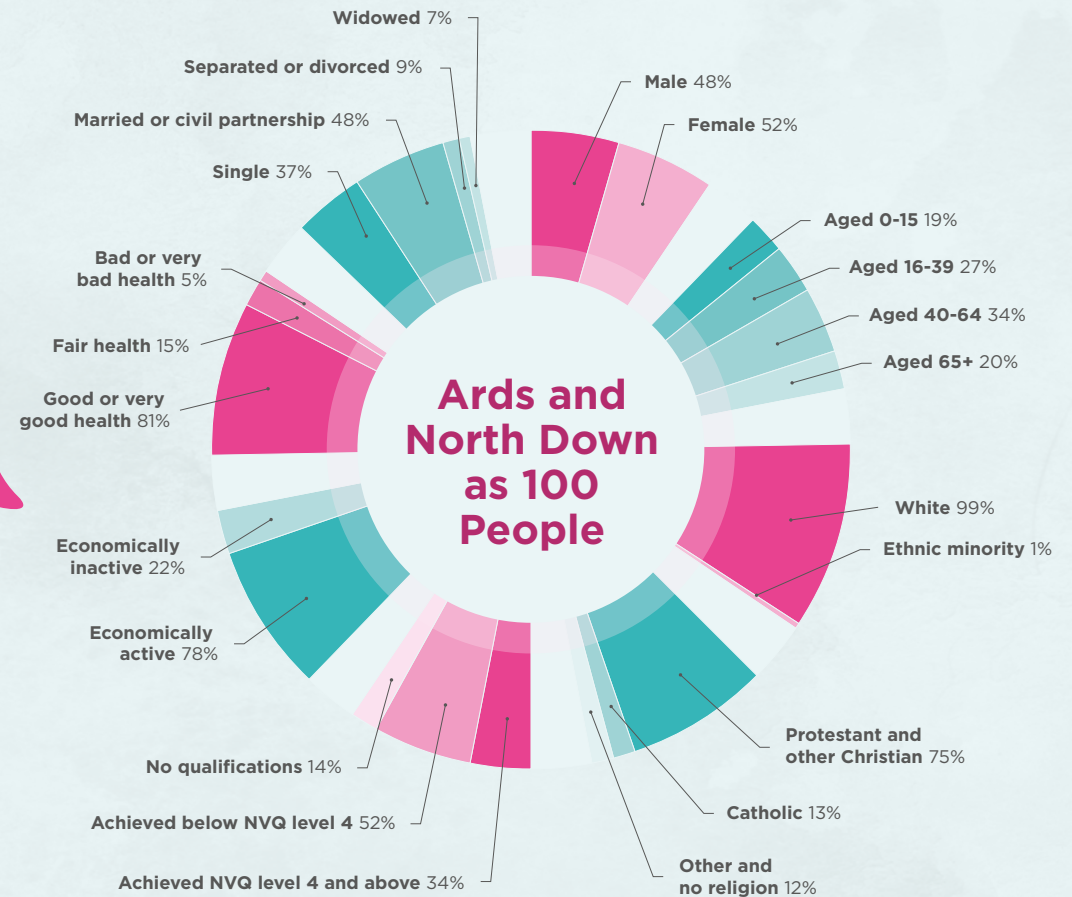 Widowed 7%
Separated or divorced 9%
Married or civil partnership 48%
Single 37%
Bad or very
bad health 5%
Fair health 15%
Good or very
good health 81%
Economically
inactive 22%
Economically
active 78%
No qualifications 14%
Achieved below NVQ level 4 52%
Achieved NVQ level 4 and above 34%
Ards and
North Down
as 100
People
Male 48%
Female 52%
Aged 0-15 19%
Aged 16-39 27%
Aged 40-64 34%
Aged 65+ 20%
White 99%
Ethnic minority 1%
Protestant and
other Christian 75%
Catholic 13%
Other and
no religion 12%